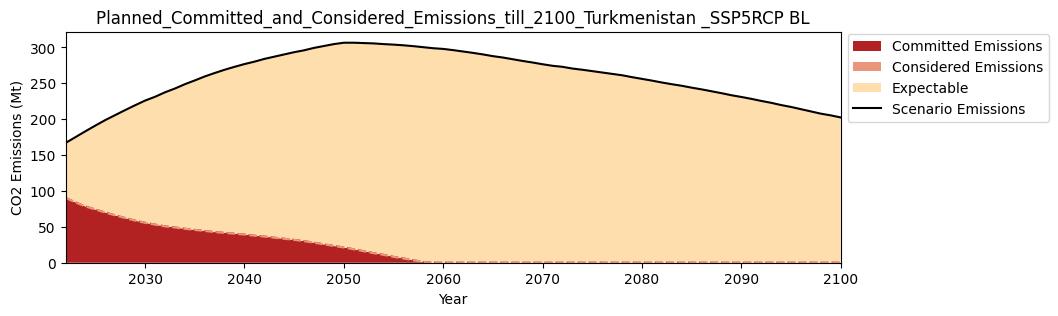 Planned_Committed_and_Considered_Emissions_till_2100_Turkmenistan _SSP5RCP BL
CO2 Emissions (Mt)
300
250
200
150
100
50
0
2030 2040 2050 2060 2070 2080 2090 2100
Year
Committed Emissions
Considered Emissions
Expectable
Scenario Emissions